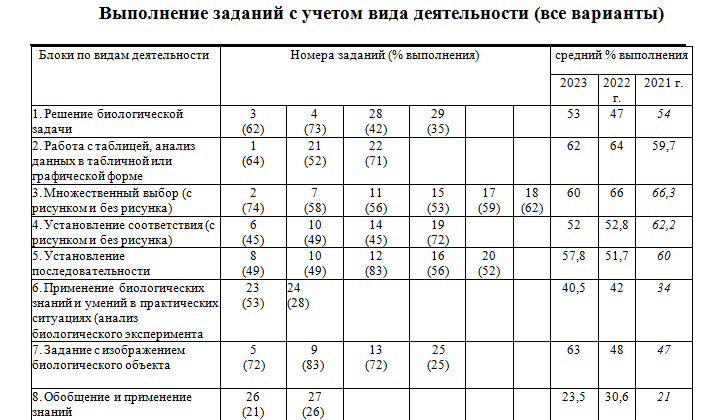 Выполнение заданий с учетом вида деятельности (все варианты)
Блоки по видам деятельности Номера заданий (% выполнения) средний % выполнения
2023 2022 г. 2021 г.
1. Решение биологической задачи 3 (62) 4 (73) 28 (42) 29 (35) 53 47 54
2. Работа с таблицей, анализ данных в табличной или графической форме 1 (64) 21 (52) 22 (71) 62 64 59,7
3. Множественный выбор (с рисунком и без рисунка) 2 (74) 7 (58) 11 (56) 15 (53) 17 (59) 18 (62) 60 66 66,3
4. Установление соответствия (с рисунком и без рисунка) 6 (45) 10 (49) 14 (45) 19 (72) 52 52,8 62,2
5. Установление последовательности 8 (49) 10 (49) 12 (83) 16 (56) 20 (52) 57,8 51,7 60
6. Применение биологических знаний и умений в практических ситуациях (анализ биологического эксперимента 23 (53) 24 (28) 40,5 42 34
7. Задание с изображением биологического объекта 5 (72) 9 (83) 13 (72) 25 (25) 63 48 47
8. Обобщение и применение знаний 26 (21) 27 (26) 23,5 30,6 21